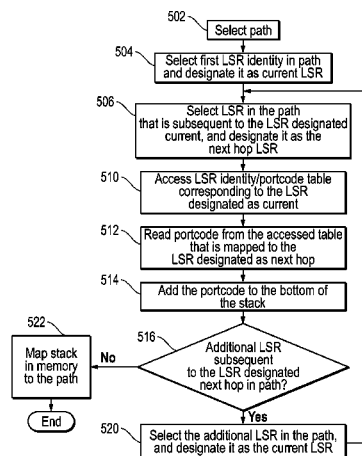 502
Select path
504
Select first LSR identity in path
and designate it as current LSR
506
Select LSR in the path
that is subsequent to the LSR designated
current, and designate it as the
next hop LSR
510
Access LSR identity/portcode table
corresponding to the LSR
designated as current
512
Read portcode from the accessed table
that is mapped to the
LSR designated as next hop
514
Add the portcode to the bottom of
the stack
516
Additional LSR
subsequent
to the LSR designated
next hop in path?
No
522
Map stack
in memory
to the path
End
Yes
520
Select the additional LSR in the path,
and designate it as the current LSR